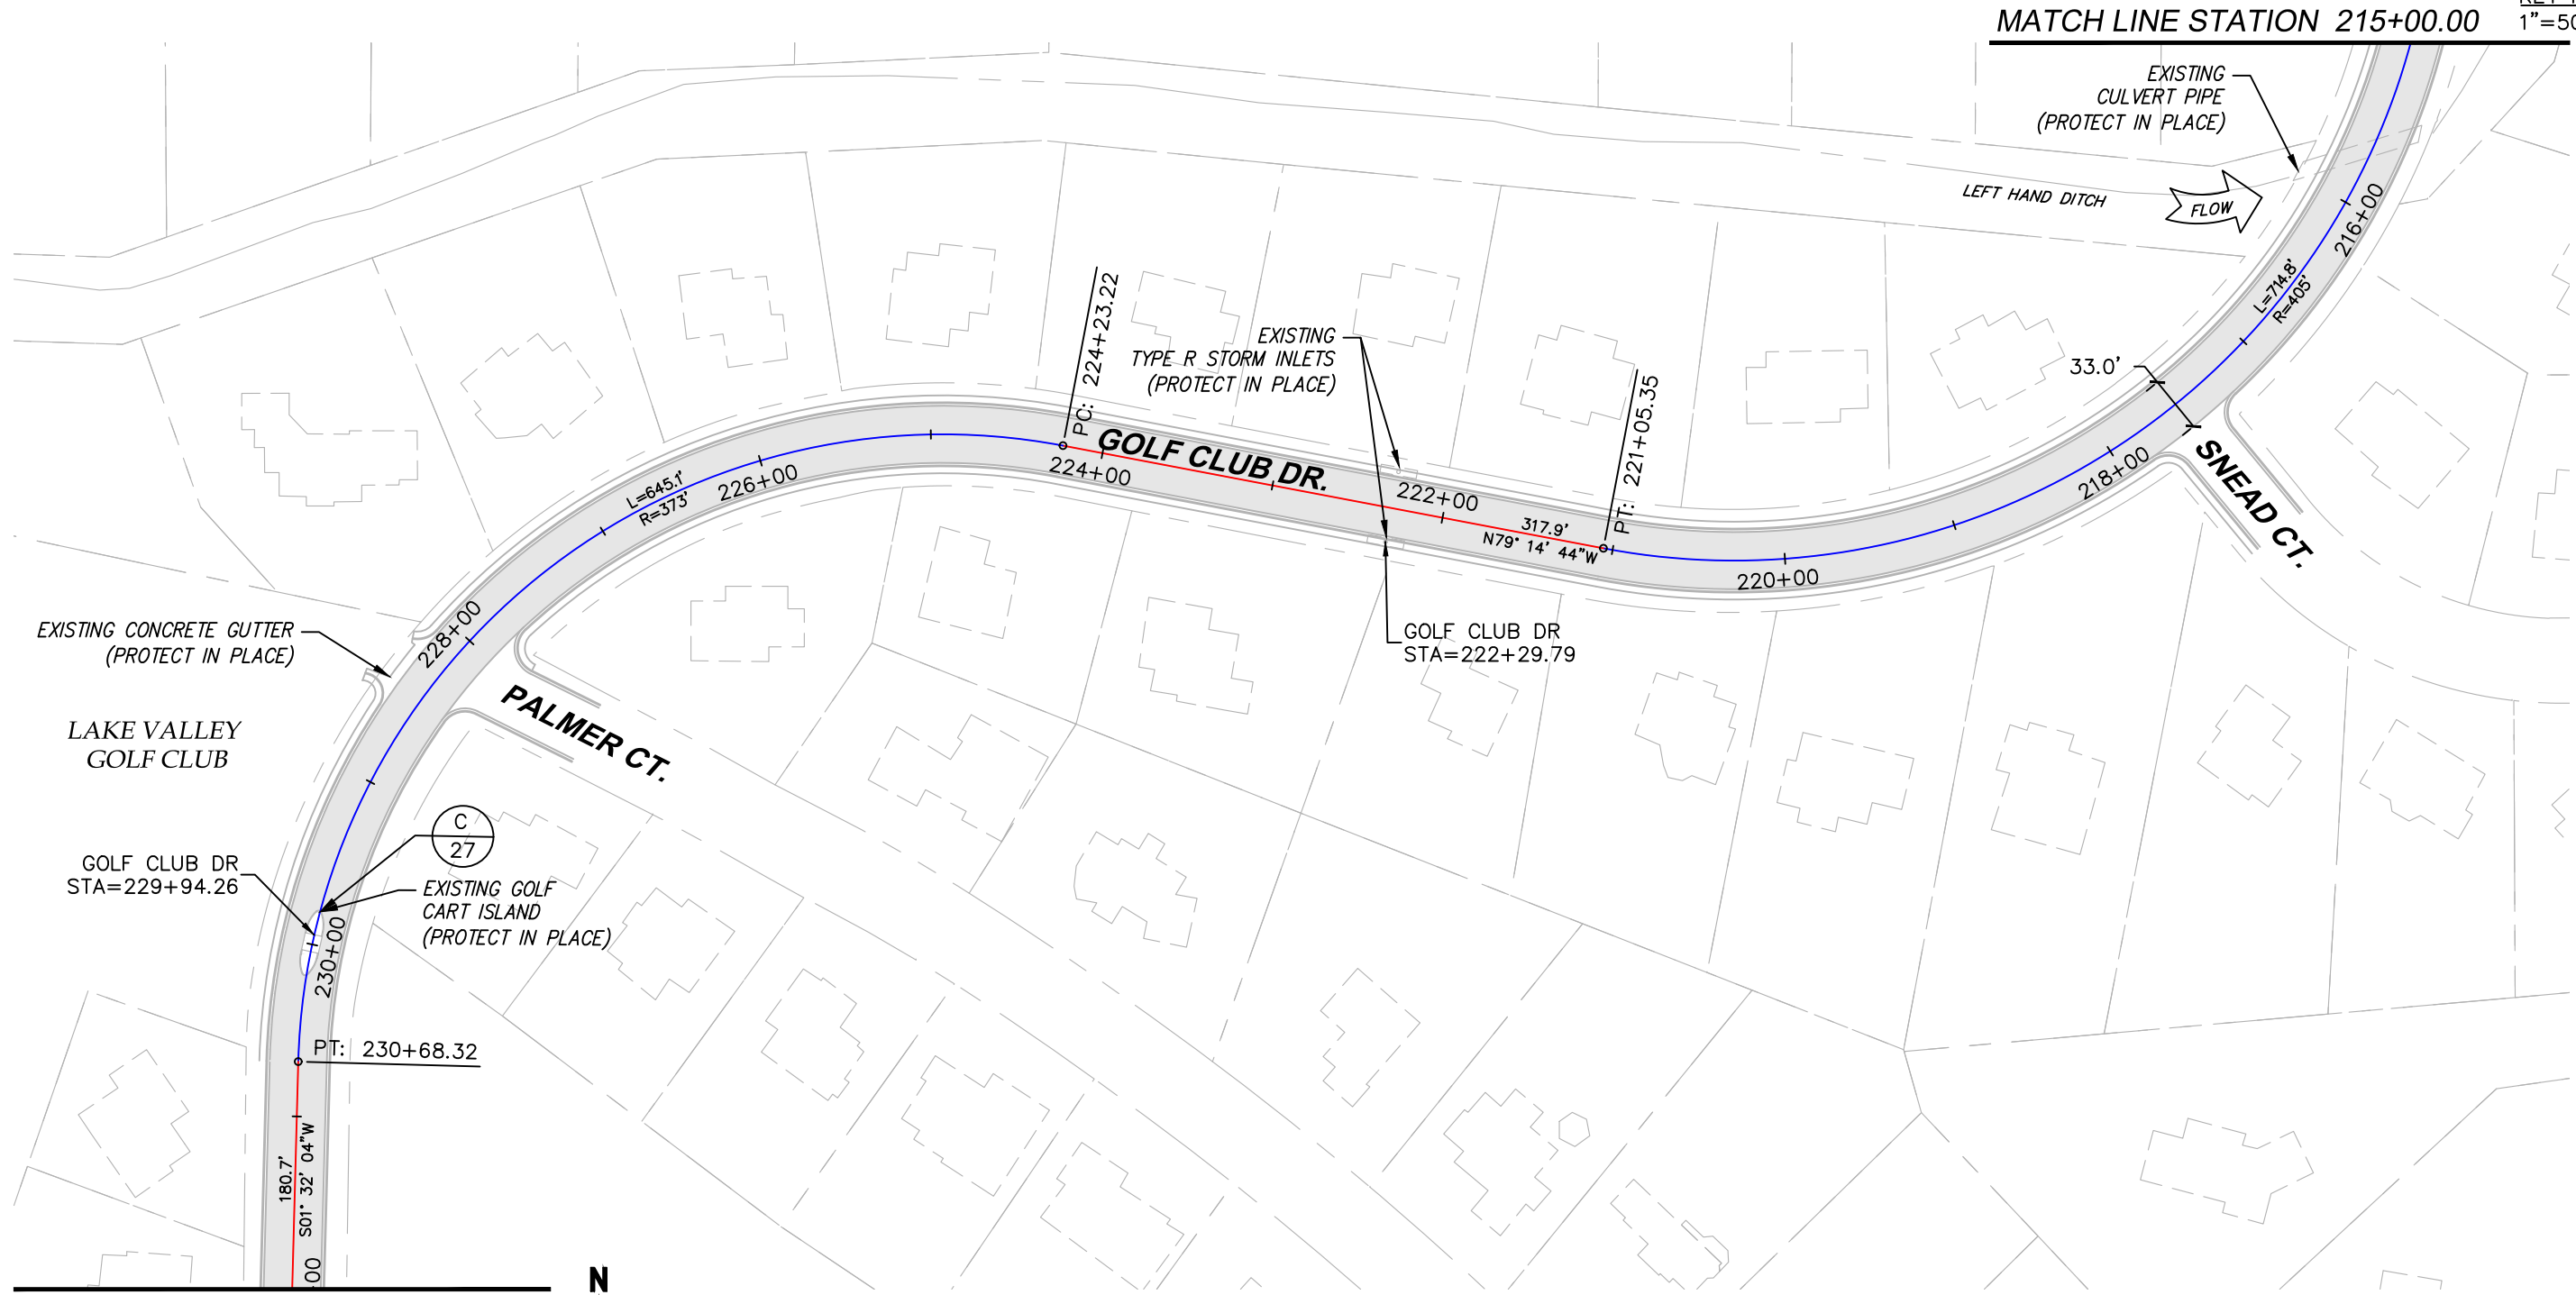 MATCH LINE STATION 215+00.00
1"=50
EXISTING
CULVERT PIPE
(PROTECT IN PLACE)
LEFT HAND DITCH
FLOW
216+00
L=714.8'
R=405'
33.0'
SNEAD CT.
218+00
220+00
PT: 221+05.35
317.9'
N79° 14' 44"W
222+00
EXISTING
TYPE R STORM INLETS
(PROTECT IN PLACE)
GOLF CLUB DR
STA=222+29.79
GOLF CLUB DR.
PC: 224+23.22
224+00
226+00
L=645.1'
R=373'
228+00
EXISTING CONCRETE GUTTER
(PROTECT IN PLACE)
PALMER CT.
LAKE VALLEY
GOLF CLUB
C
27
GOLF CLUB DR
STA=229+94.26
EXISTING GOLF
CART ISLAND
(PROTECT IN PLACE)
230+00
PT: 230+68.32
180.7'
S01° 32' 04"W
00
N